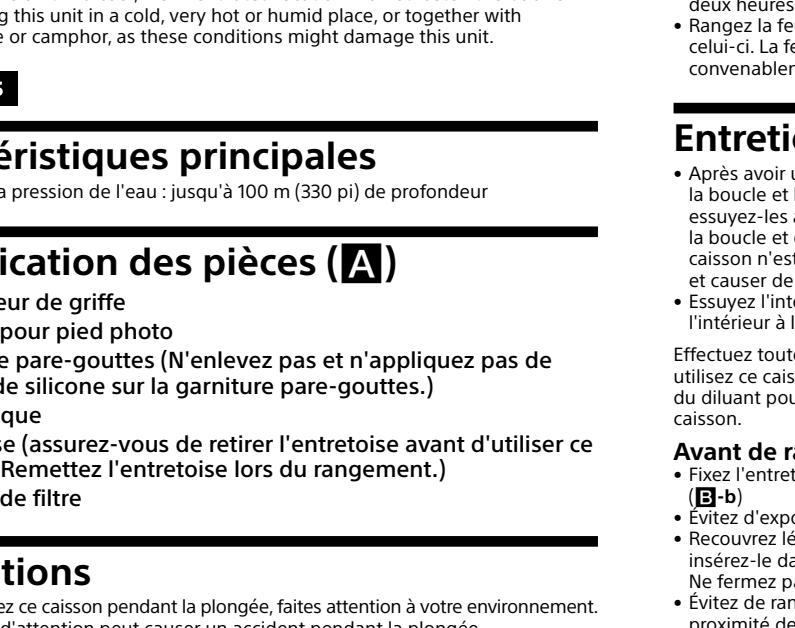 g this unit in a cold, very hot or humid place, or together with
e or camphor, as these conditions might damage this unit.
éristiques principales
a pression de l'eau : jusqu'à 100 m (330 pi) de profondeur
ication des pièces (A)
eur de griffe
pour pied photo
e pare-gouttes (N'enlevez pas et n'appliquez pas de
de silicone sur la garniture pare-gouttes.)
que
se (assurez-vous de retirer l'entretoise avant d'utiliser ce
Remettez l'entretoise lors du rangement.)
de filtre
tions
ez ce caisson pendant la plongée, faites attention à votre environnement.
d'attention peut causer un accident pendant la plongée
deux heures
• Rangez la fe
celui-ci. La fe
convenablem
Entreti
• Après avoir u
la boucle et l
essuyez-les a
la boucle et
caisson n'est
et causer de
• Essuyez l'inté
l'intérieur à l
Effectuez toute
utilisez ce cais
du diluant pou
caisson.
Avant de ra
• Fixez l'entret
(B-b)
• Évitez d'expo
• Recouvrez lé
insérez-le da
Ne fermez pa
• Évitez de ran
proximité de